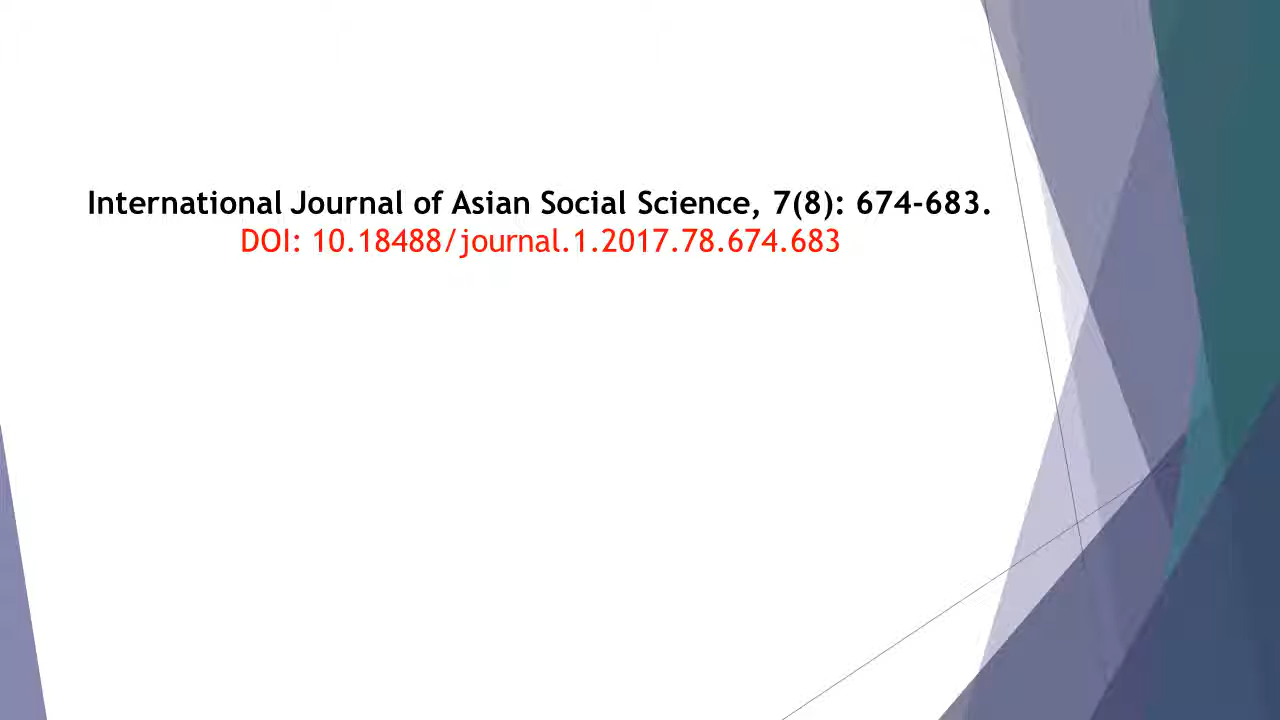 International Journal of Asian Social Science, 7(8): 674-683.
DOI: 10.18488/journal.1.2017.78.674.683